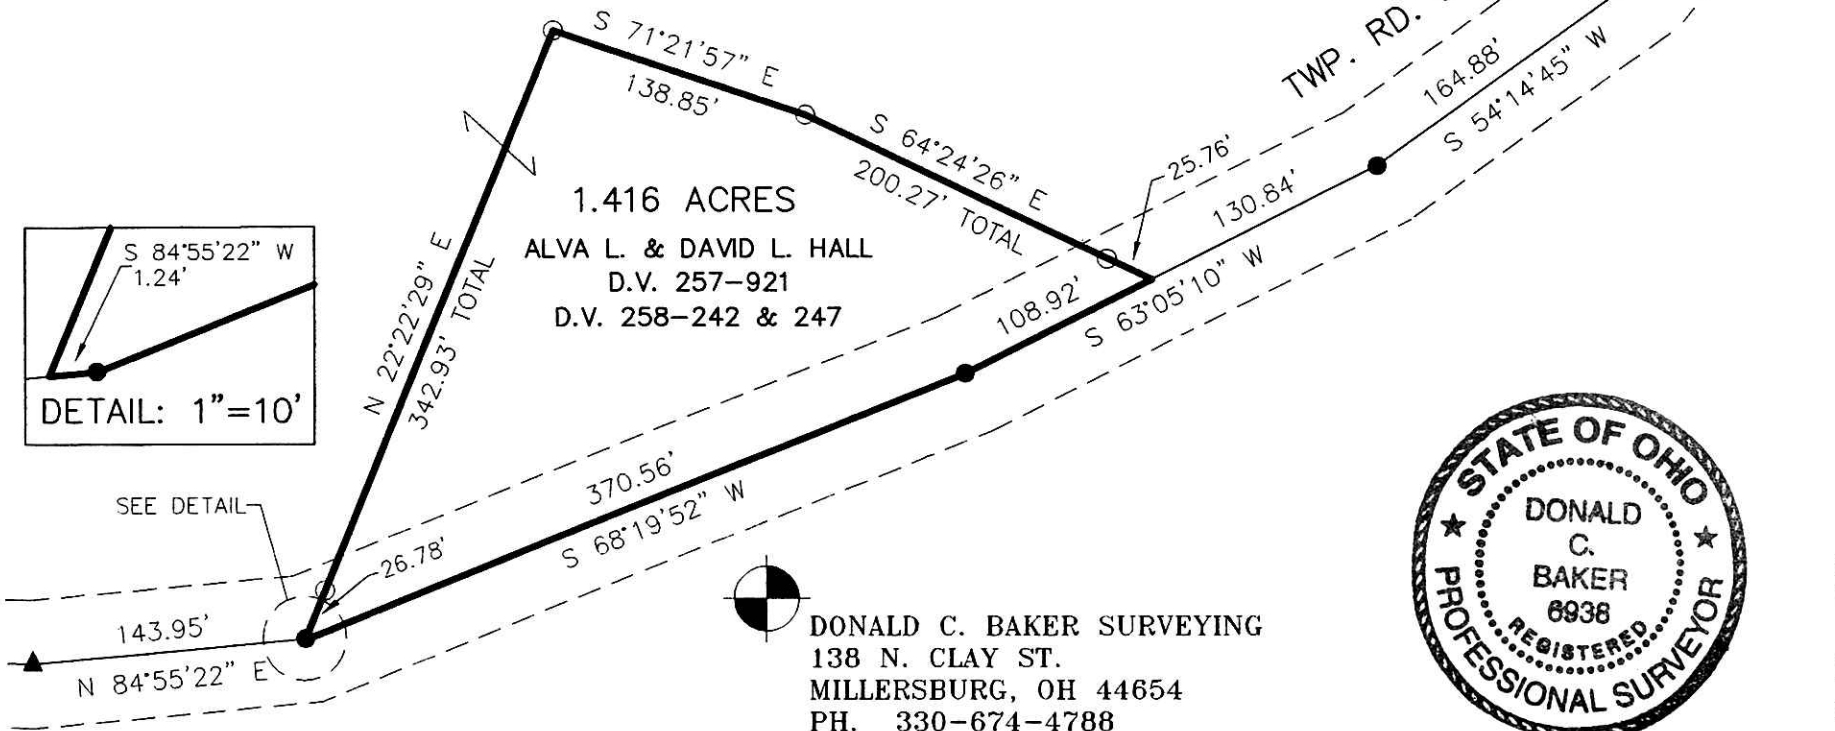 S 71°21'57" E
138.85'
S 64°24'26" E
200.27' TOTAL
TWP. RD.
164.88'
S 54°14'45" W
25.76'
130.84'
1.416 ACRES
ALVA L. & DAVID L. HALL
D.V. 257-921
D.V. 258-242 & 247
N 22°22'29" E
342.93' TOTAL
S 84°55'22" W
1.24'
DETAIL: 1"=10'
108.92'
S 63°05'10" W
370.56'
S 68°19'52" W
SEE DETAIL
26.78'
143.95'
N 84°55'22" E
DONALD C. BAKER SURVEYING
138 N. CLAY ST.
MILLERSBURG, OH 44654
PH. 330-674-4788
STATE OF OHIO
DONALD
C.
BAKER
6938
REGISTERED
PROFESSIONAL SURVEYOR